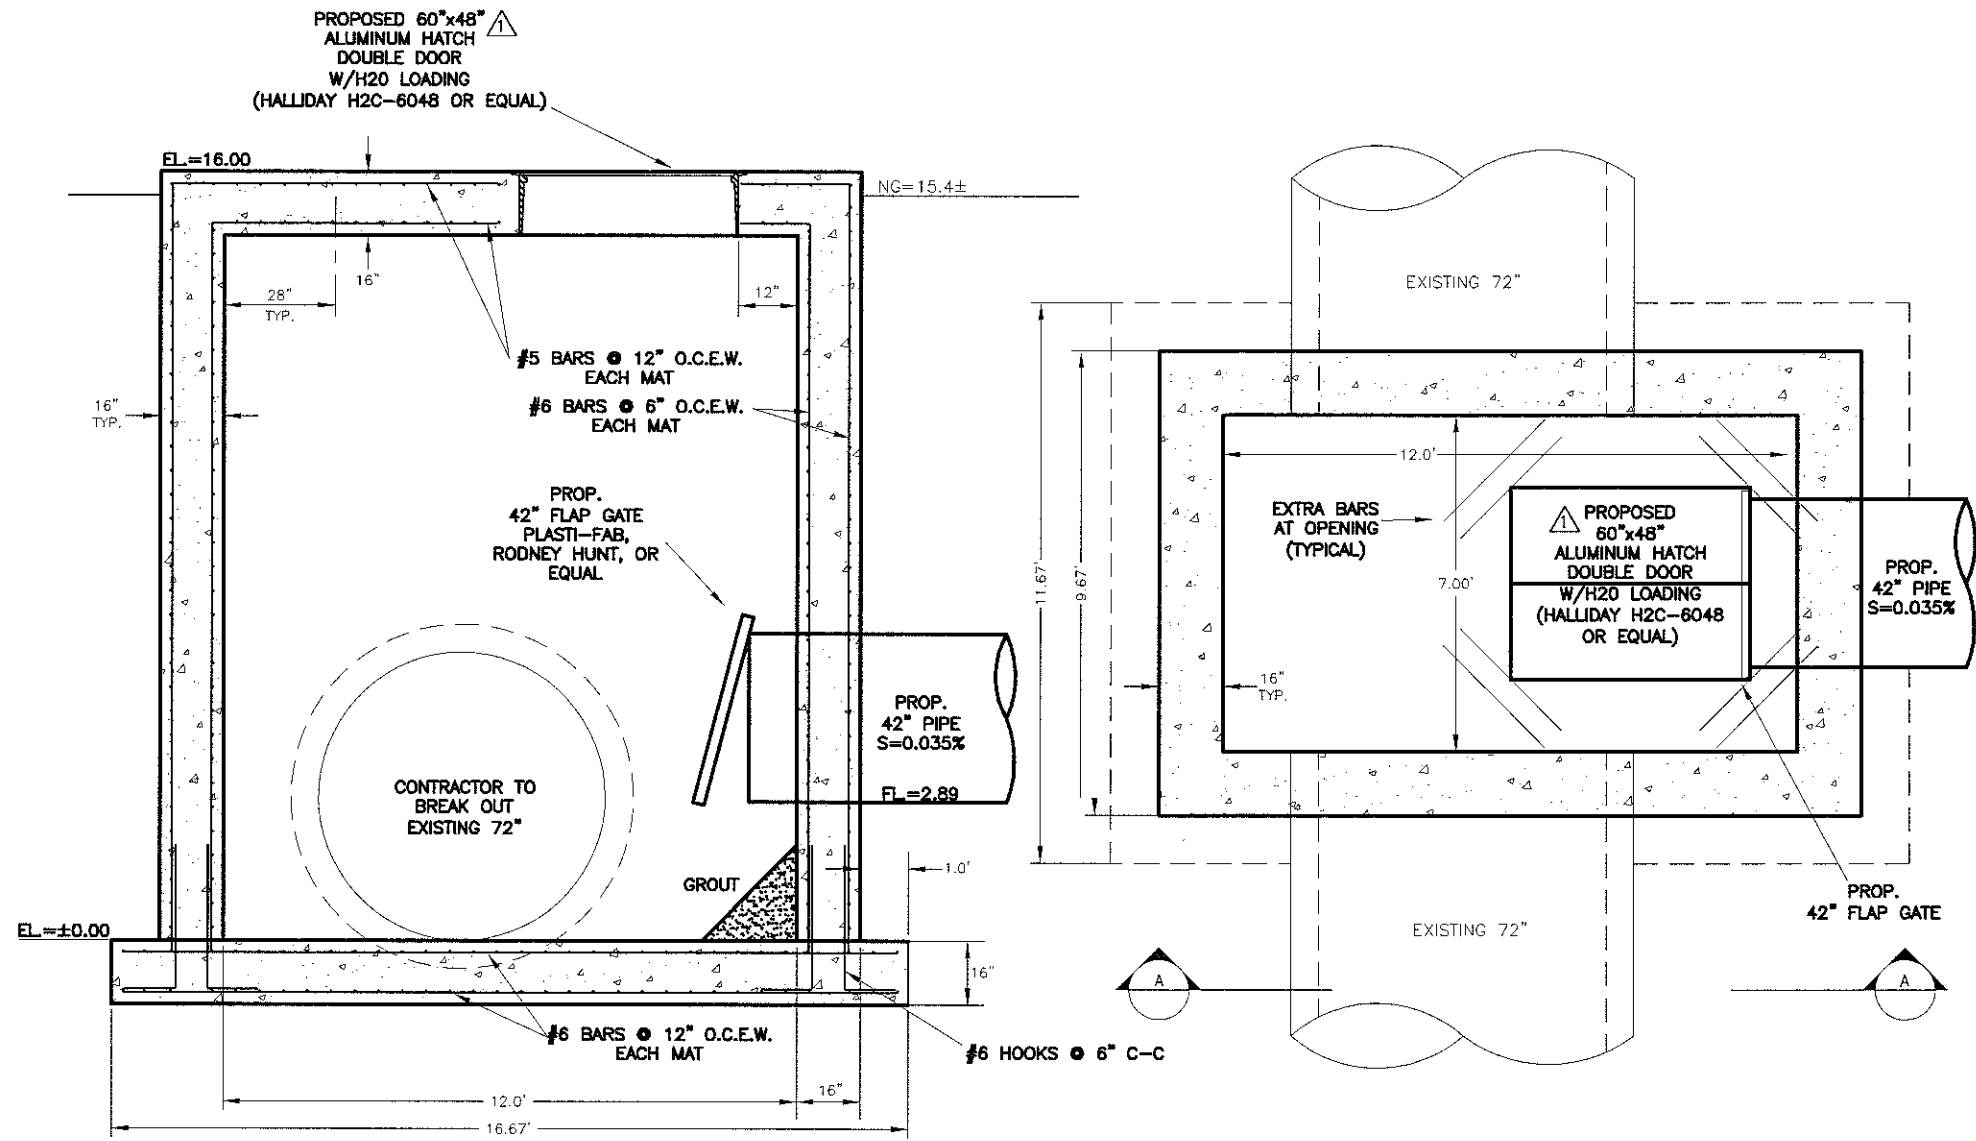 PROPOSED 60"x48"
1
ALUMINUM HATCH
DOUBLE DOOR
W/H20 LOADING
(HALLIDAY H2C-6048 OR EQUAL)
EL.=16.00
NG=15.4±
16"
28"
TYP.
12"
#5 BARS @ 12" O.C.E.W.
EACH MAT
#6 BARS @ 6" O.C.E.W.
EACH MAT
16"
TYP.
PROP.
42" FLAP GATE
PLASTI-FAB,
RODNEY HUNT, OR
EQUAL
PROP.
42" PIPE
S=0.035%
FL.=2.89
CONTRACTOR TO
BREAK OUT
EXISTING 72"
GROUT
1.0'
EL.=±0.00
16"
#6 BARS @ 12" O.C.E.W.
EACH MAT
#6 HOOKS @ 6" C-C
12.0'
16"
16.67'
EXISTING 72"
11.67'
9.67'
12.0'
7.00'
EXTRA BARS
AT OPENING
(TYPICAL)
1
PROPOSED
60"x48"
ALUMINUM HATCH
DOUBLE DOOR
W/H20 LOADING
(HALLIDAY H2C-6048
OR EQUAL)
PROP.
42" PIPE
S=0.035%
16"
TYP.
PROP.
42" FLAP GATE
EXISTING 72"
A
A